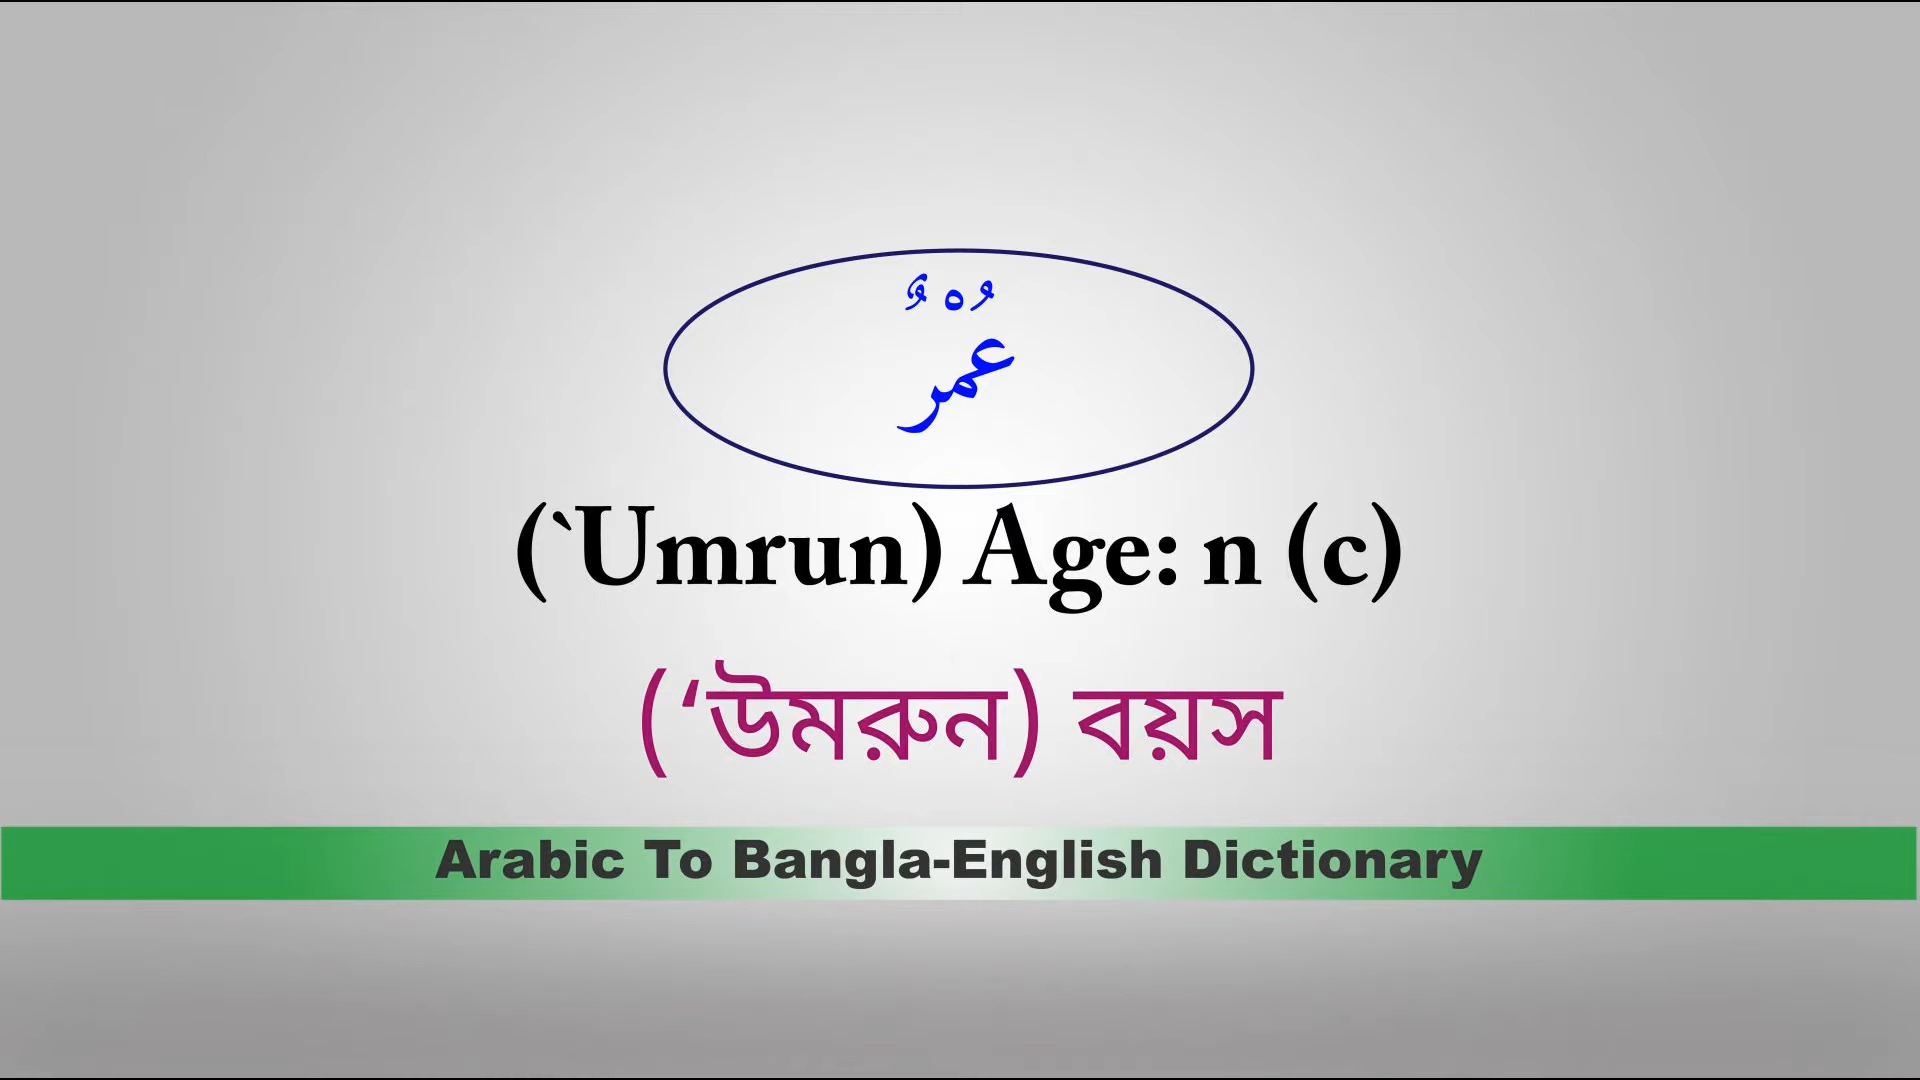 عُمْرٌ
(`Umrun) Age: n (c)
(‘উমরুন) বয়স
Arabic To Bangla-English Dictionary